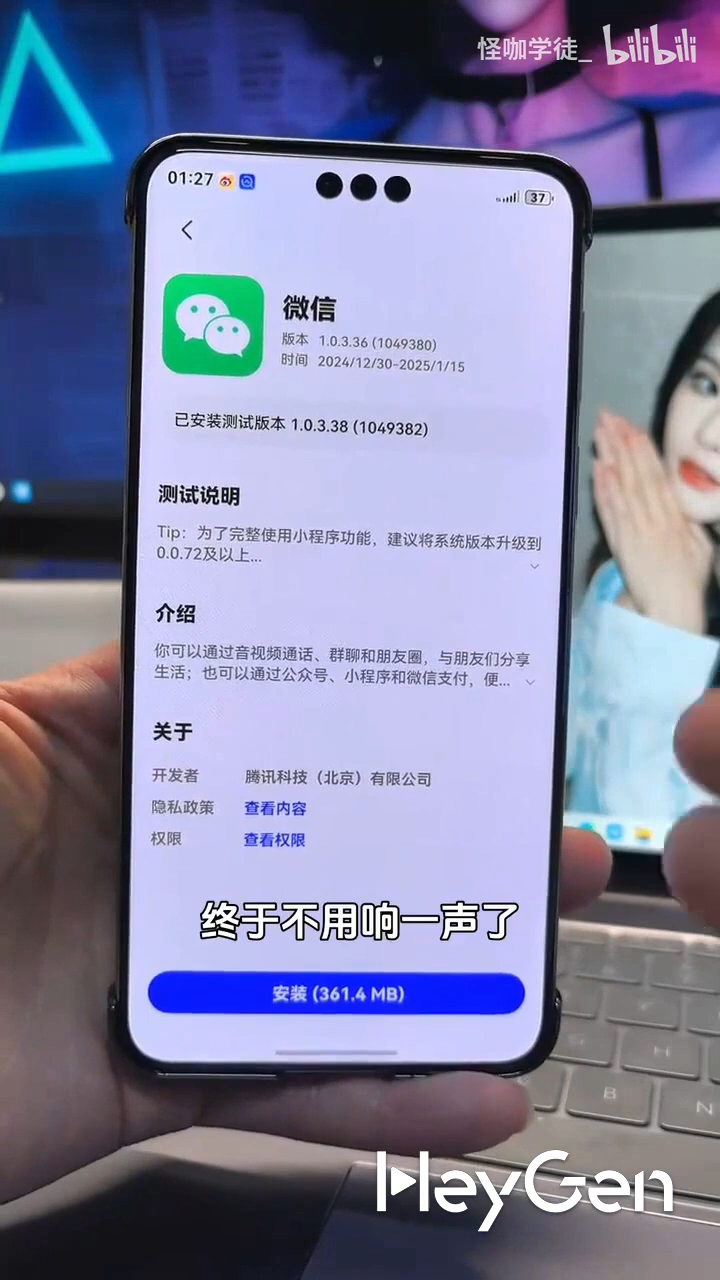 怪咖学徒_ bilibili
01:27
37
微信
版本 1.0.3.36 (1049380)
时间 2024/12/30-2025/1/15
已安装测试版本 1.0.3.38 (1049382)
测试说明
Tip：为了完整使用小程序功能，建议将系统版本升级到
0.0.72及以上...
介绍
你可以通过音视频通话、群聊和朋友圈，与朋友们分享
生活；也可以通过公众号、小程序和微信支付，便...
关于
开发者 腾讯科技（北京）有限公司
隐私政策 查看内容
权限 查看权限
终于不用响一声了
安装 (361.4 MB)
H
B
N
HeyGen